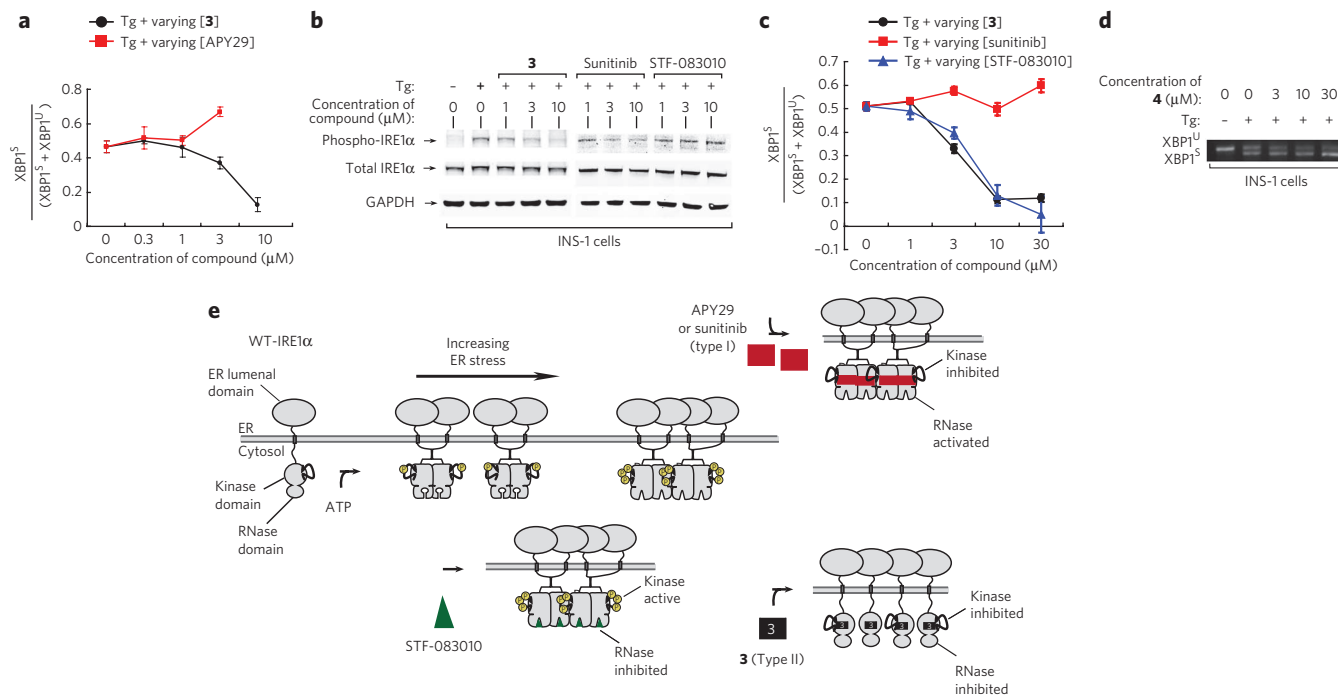 a
Tg + varying [3]
Tg + varying [APY29]
XBP1S
(XBP1S + XBP1U)
0.8
0.6
0.4
0.2
0
0 0.3 1 3 10
Concentration of compound (μM)
b
3 Sunitinib STF-083010
Tg: – + + + + + + + + + +
Concentration of
compound (μM):
0 0 1 3 10 1 3 10 1 3 10
Phospho-IRE1α
Total IRE1α
GAPDH
INS-1 cells
c
Tg + varying [3]
Tg + varying [sunitinib]
Tg + varying [STF-083010]
XBP1S
(XBP1S + XBP1U)
0.7
0.6
0.5
0.4
0.3
0.2
0.1
0
–0.1
0 1 3 10 30
Concentration of compound (μM)
d
Concentration of
4 (μM): 0 0 1 3 10 30
Tg: – + + + + +
XBP1U
XBP1S
INS-1 cells
e
WT-IRE1α
ER lumenal
domain
ER
Cytosol
Kinase
domain
RNase
domain
ATP
Increasing
ER stress
P P P P
P P P P P P
APY29
or sunitinib
(type I)
Kinase
inhibited
RNase
activated
STF-083010
P P P P P P
Kinase
active
RNase
inhibited
3
3 (Type II)
3 3 3 3
Kinase
inhibited
RNase
inhibited